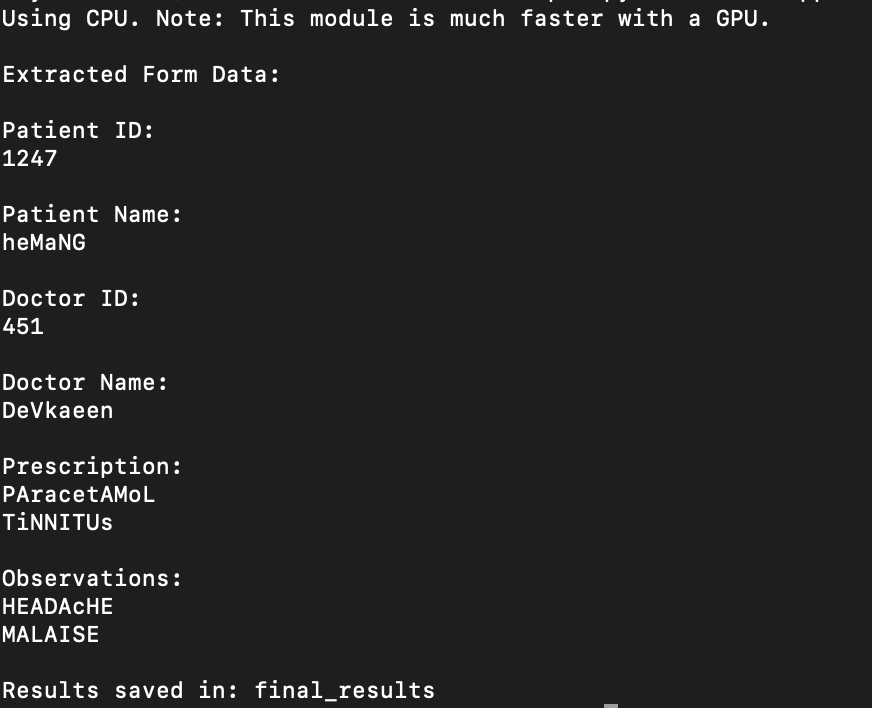 Using CPU. Note: This module is much faster with a GPU.
Extracted Form Data:
Patient ID:
1247
Patient Name:
heMaNG
Doctor ID:
451
Doctor Name:
DeVkaeen
Prescription:
PAracetAMoL
TiNNITUs
Observations:
HEADAcHE
MALAISE
Results saved in: final_results